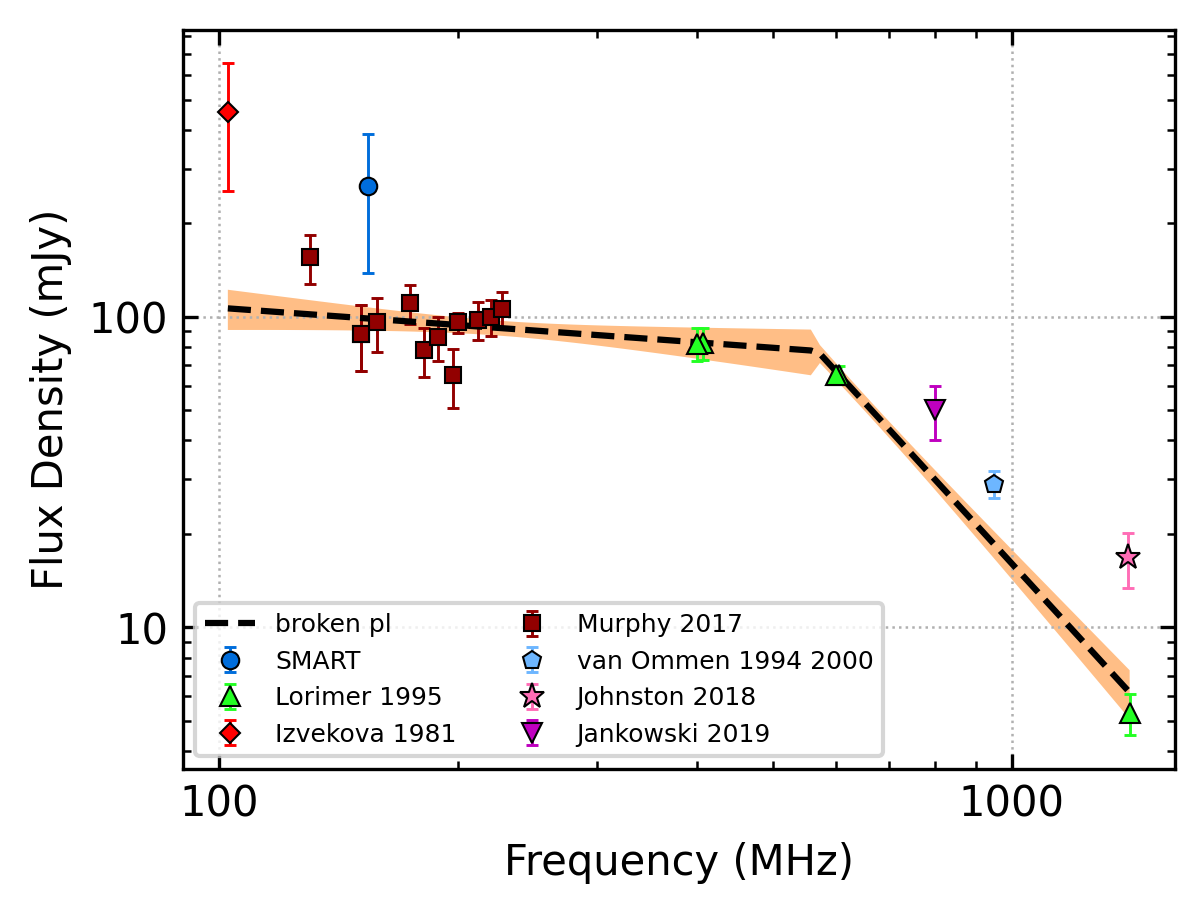 Flux Density (mJy)
100
10
broken pl
SMART
Lorimer 1995
Izvekova 1981
Murphy 2017
van Ommen 1994 2000
Johnston 2018
Jankowski 2019
100
1000
Frequency (MHz)